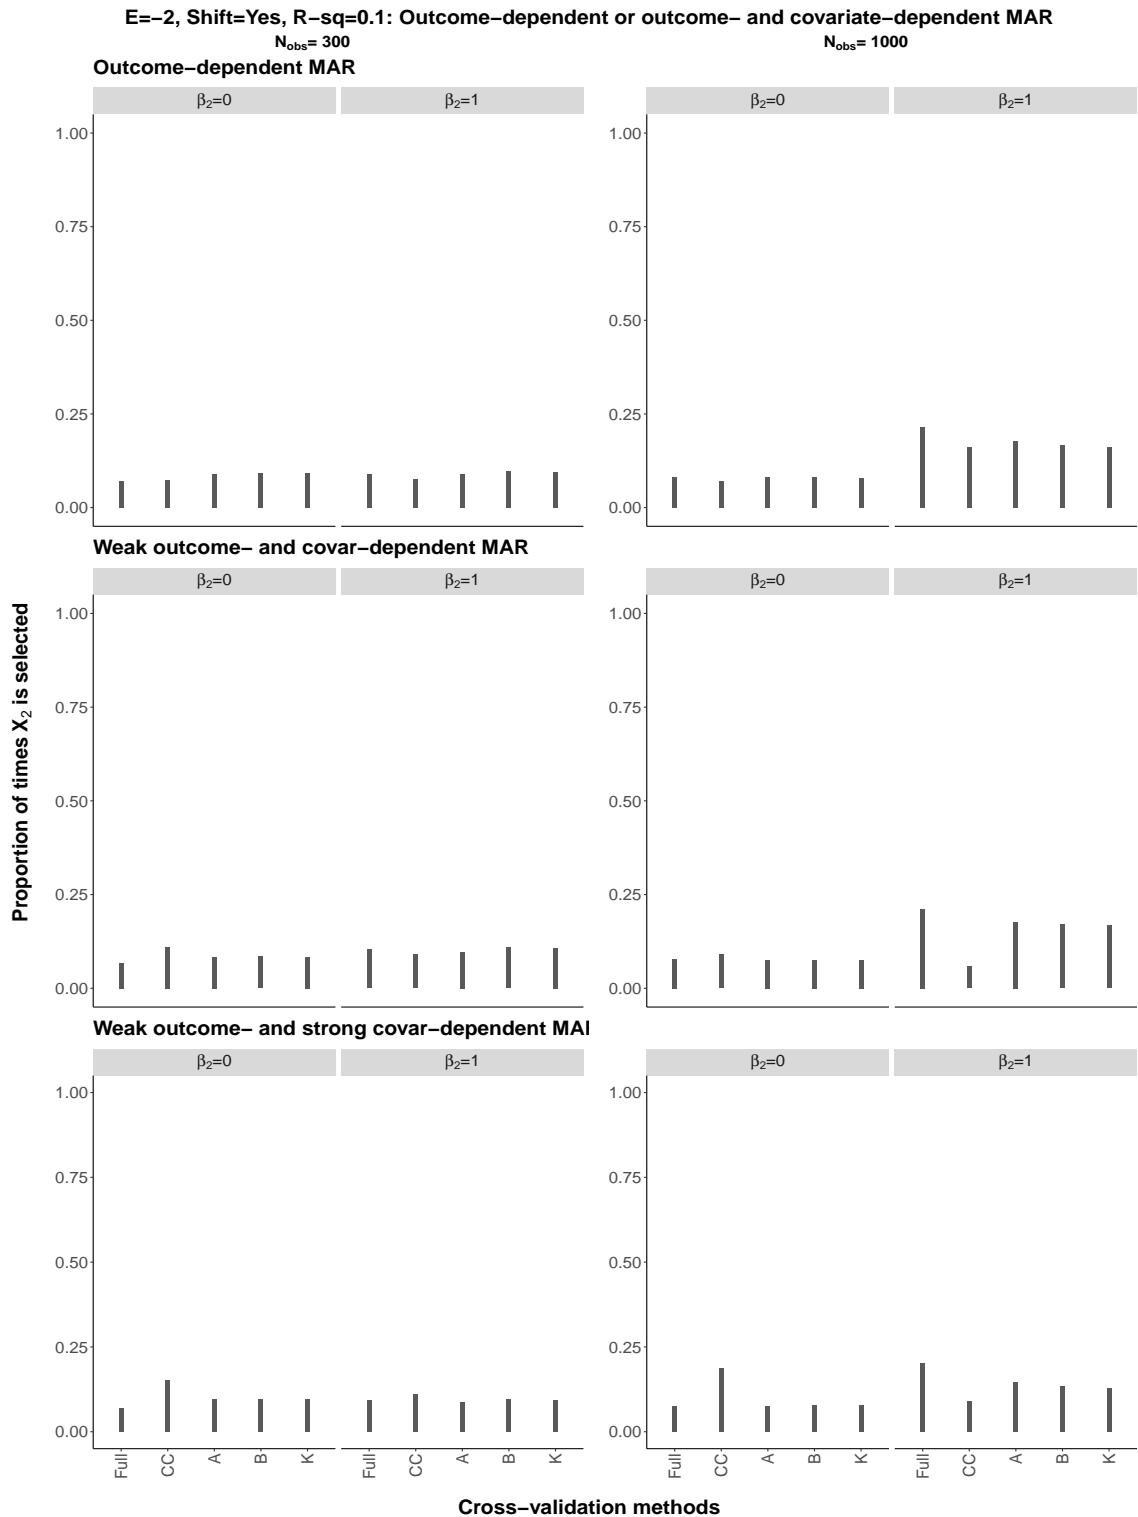 E=−2, Shift=Yes, R−sq=0.1: Outcome−dependent or outcome− and covariate−dependent MAR
N_obs= 300
N_obs= 1000
Outcome−dependent MAR
β₂=0
β₂=1
β₂=0
β₂=1
1.00
0.75
0.50
0.25
0.00
1.00
0.75
0.50
0.25
0.00
Weak outcome− and covar−dependent MAR
β₂=0
β₂=1
β₂=0
β₂=1
1.00
0.75
0.50
0.25
0.00
1.00
0.75
0.50
0.25
0.00
Proportion of times X₂ is selected
Weak outcome− and strong covar−dependent MAI
β₂=0
β₂=1
β₂=0
β₂=1
1.00
0.75
0.50
0.25
0.00
1.00
0.75
0.50
0.25
0.00
Full CC A B K
Full CC A B K
Full CC A B K
Full CC A B K
Cross−validation methods